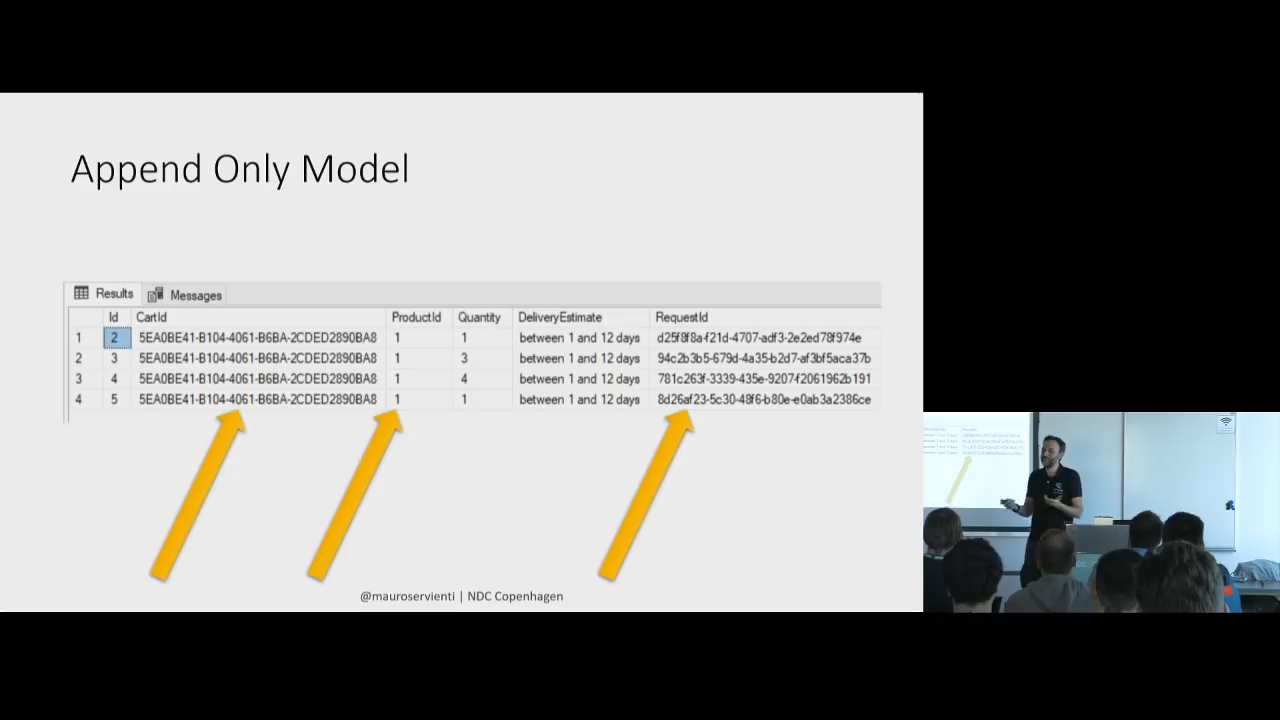 Append Only Model
Results Messages
Id CartId ProductId Quantity DeliveryEstimate RequestId
1 2 5EA0BE41-B104-4061-B6BA-2CDED2890BA8 1 1 between 1 and 12 days d25f8f8a-f21d-4707-adf3-2e2ed78f974e
2 3 5EA0BE41-B104-4061-B6BA-2CDED2890BA8 1 3 between 1 and 12 days 94c2b3b5-679d-4a35-b2d7-af3bf5aca37b
3 4 5EA0BE41-B104-4061-B6BA-2CDED2890BA8 1 4 between 1 and 12 days 781c263f-3339-435e-9207-f2061962b191
4 5 5EA0BE41-B104-4061-B6BA-2CDED2890BA8 1 1 between 1 and 12 days 8d26af23-5c30-48f6-b80e-e0ab3a2386ce
@mauroservienti | NDC Copenhagen